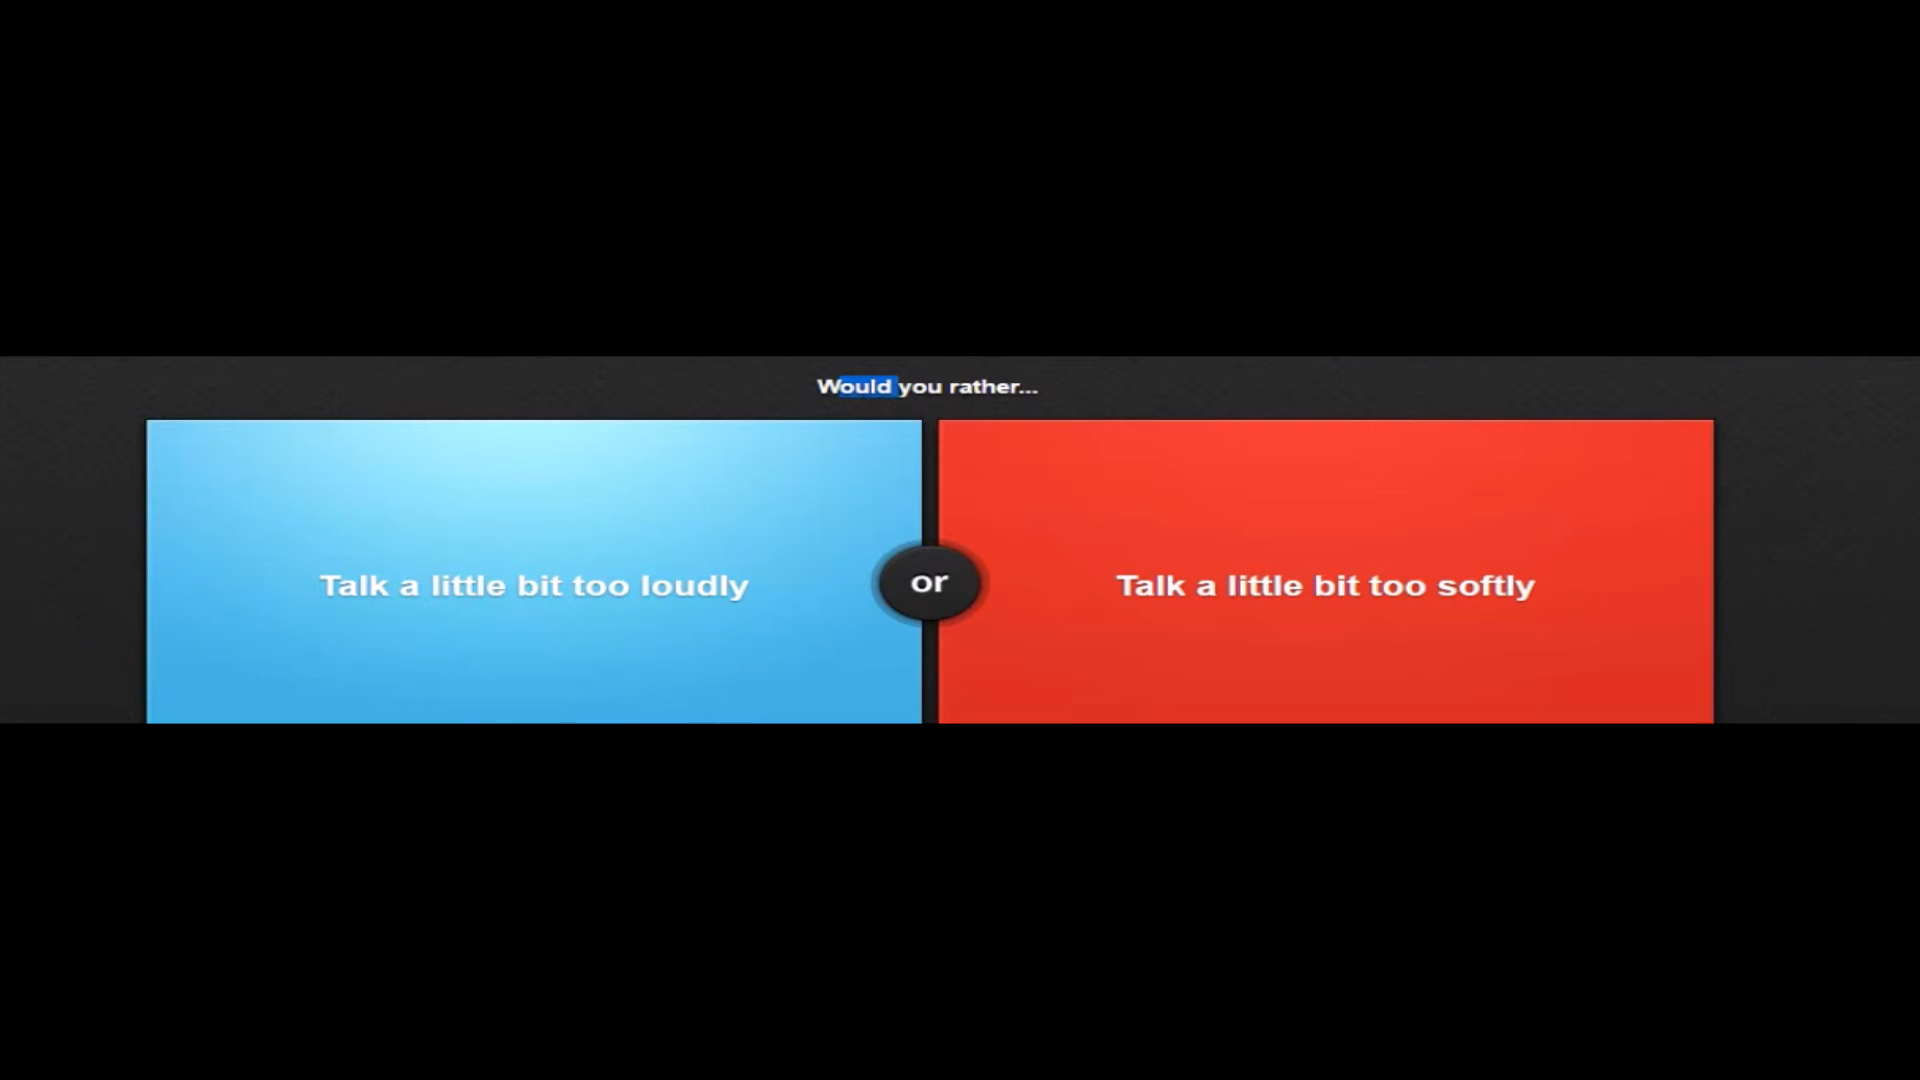 Would you rather...
Talk a little bit too loudly
or
Talk a little bit too softly